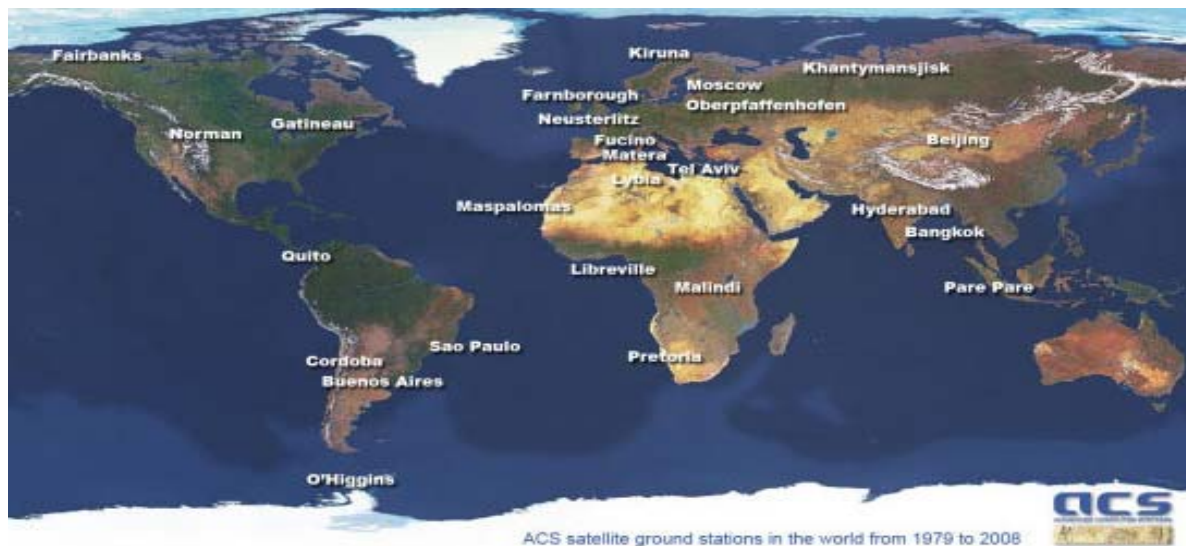 Fairbanks
Kiruna
Khantymansjisk
Moscow
Farnborough
Oberpfaffenhofen
Neusterlitz
Gatineau
Norman
Fucino
Beijing
Matera
Tel Aviv
Lybia
Maspalomas
Hyderabad
Bangkok
Quito
Libreville
Malindi
Pare Pare
Sao Paulo
Cordoba
Pretoria
Buenos Aires
O'Higgins
acs
ACS satellite ground stations in the world from 1979 to 2008